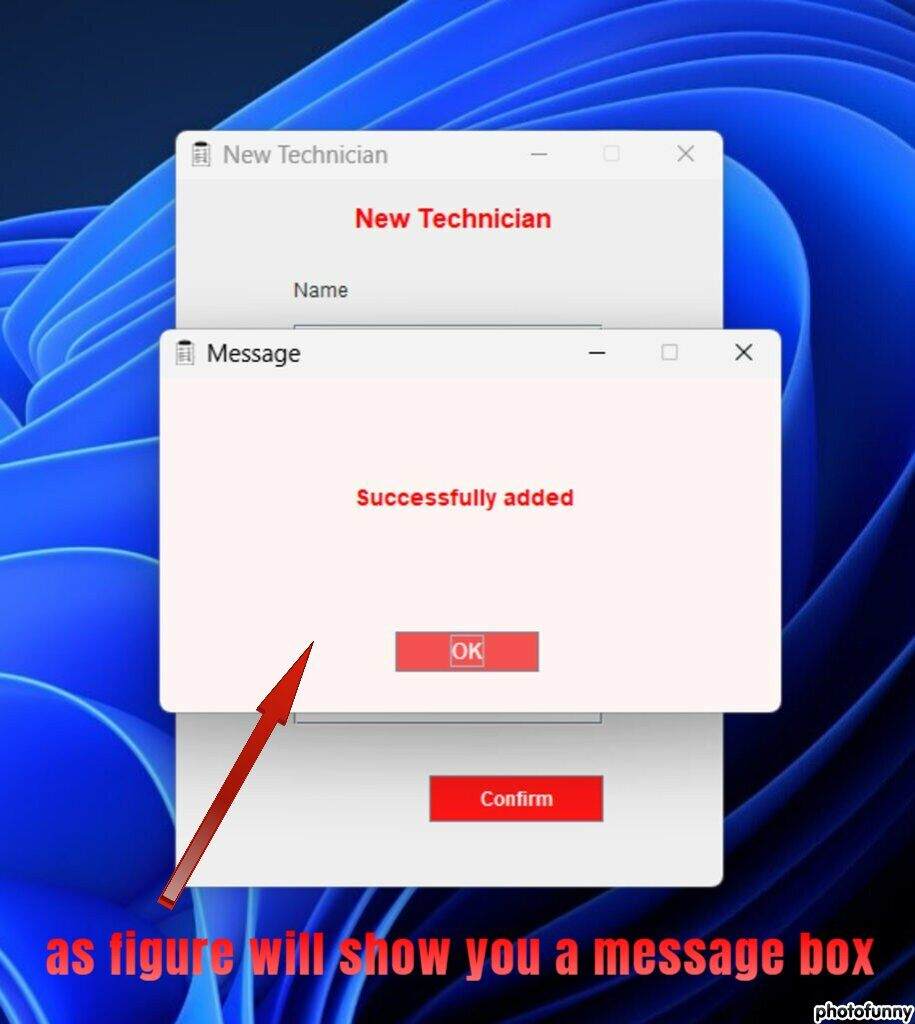 New Technician
New Technician
Name
Message
Successfully added
OK
Confirm
as figure will show you a message box
photofunny